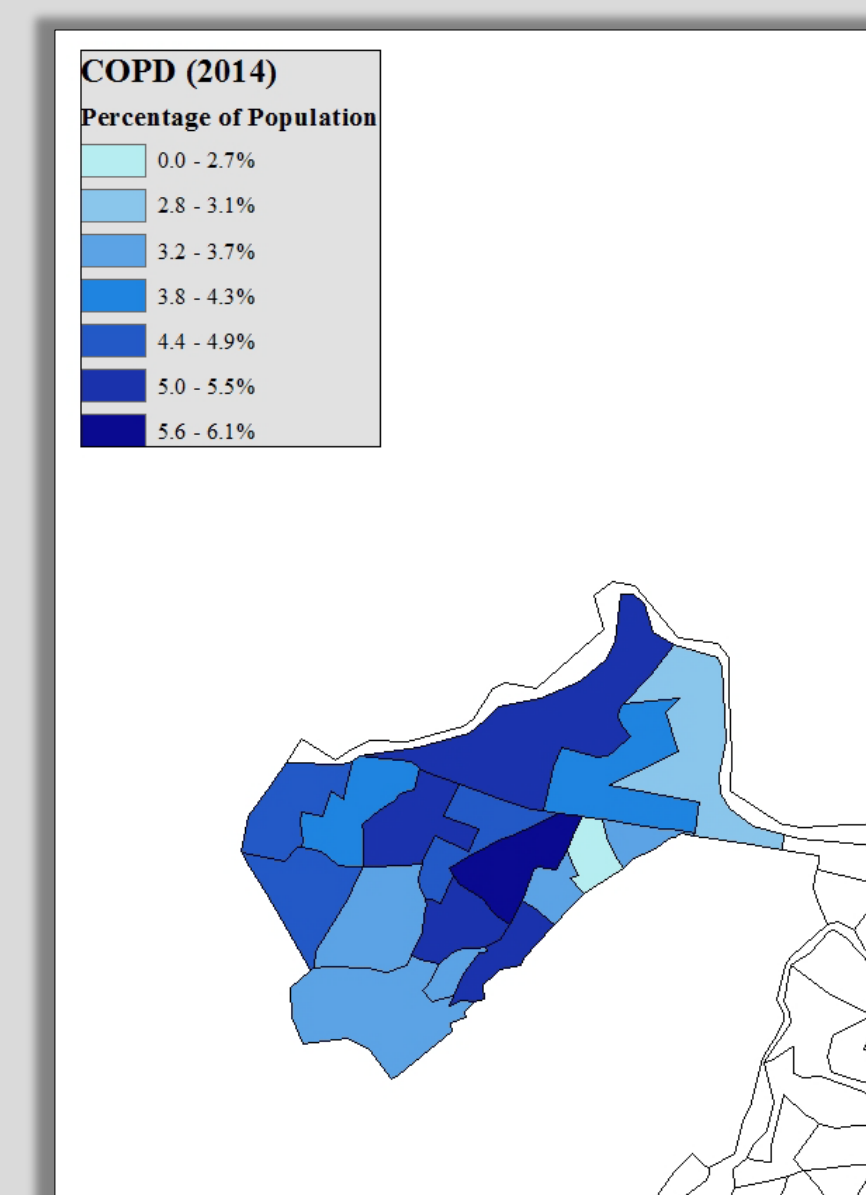 COPD (2014)
Percentage of Population
0.0 - 2.7%
2.8 - 3.1%
3.2 - 3.7%
3.8 - 4.3%
4.4 - 4.9%
5.0 - 5.5%
5.6 - 6.1%